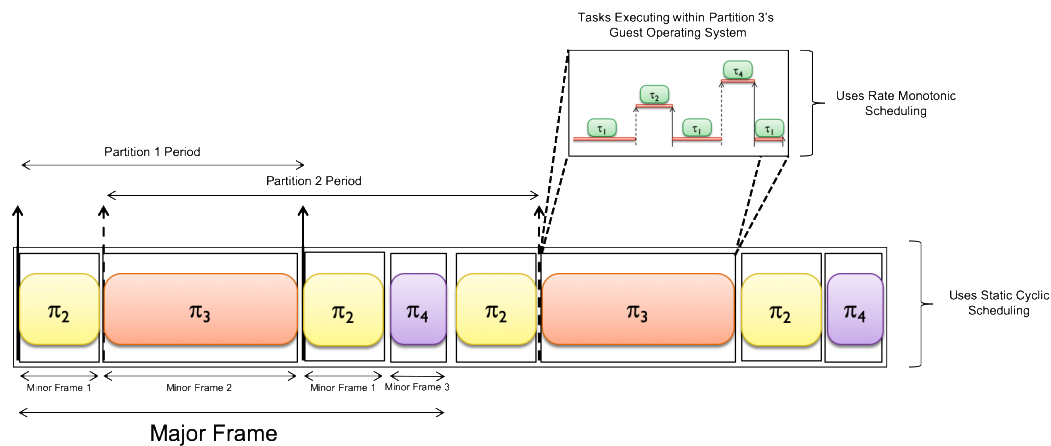 Tasks Executing within Partition 3's
Guest Operating System
τ4
τ2
τ1
τ1
τ1
Uses Rate Monotonic
Scheduling
Partition 1 Period
Partition 2 Period
π2
π3
π2
π4
π2
π3
π2
π4
Uses Static Cyclic
Scheduling
Minor Frame 1
Minor Frame 2
Minor Frame 1
Minor Frame 3
Major Frame